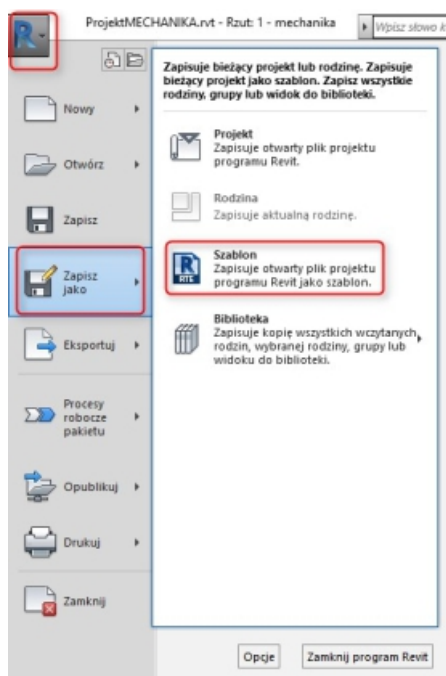 R
ProjektMECHANIKA.rvt - Rzut: 1 - mechanika
Wpisz słowo k
Zapisuje bieżący projekt lub rodzinę. Zapisuje
bieżący projekt jako szablon. Zapisz wszystkie
rodziny, grupy lub widok do biblioteki.
Nowy
Otwórz
Zapisz
Zapisz
jako
Eksportuj
Procesy
robocze
pakietu
Opublikuj
Drukuj
Zamknij
Projekt
Zapisuje otwarty plik projektu
programu Revit.
Rodzina
Zapisuje aktualną rodzinę.
R
RTE
Szablon
Zapisuje otwarty plik projektu
programu Revit jako szablon.
Biblioteka
Zapisuje kopię wszystkich wczytanych
rodzin, wybranej rodziny, grupy lub
widoku do biblioteki.
Opcje
Zamknij program Revit